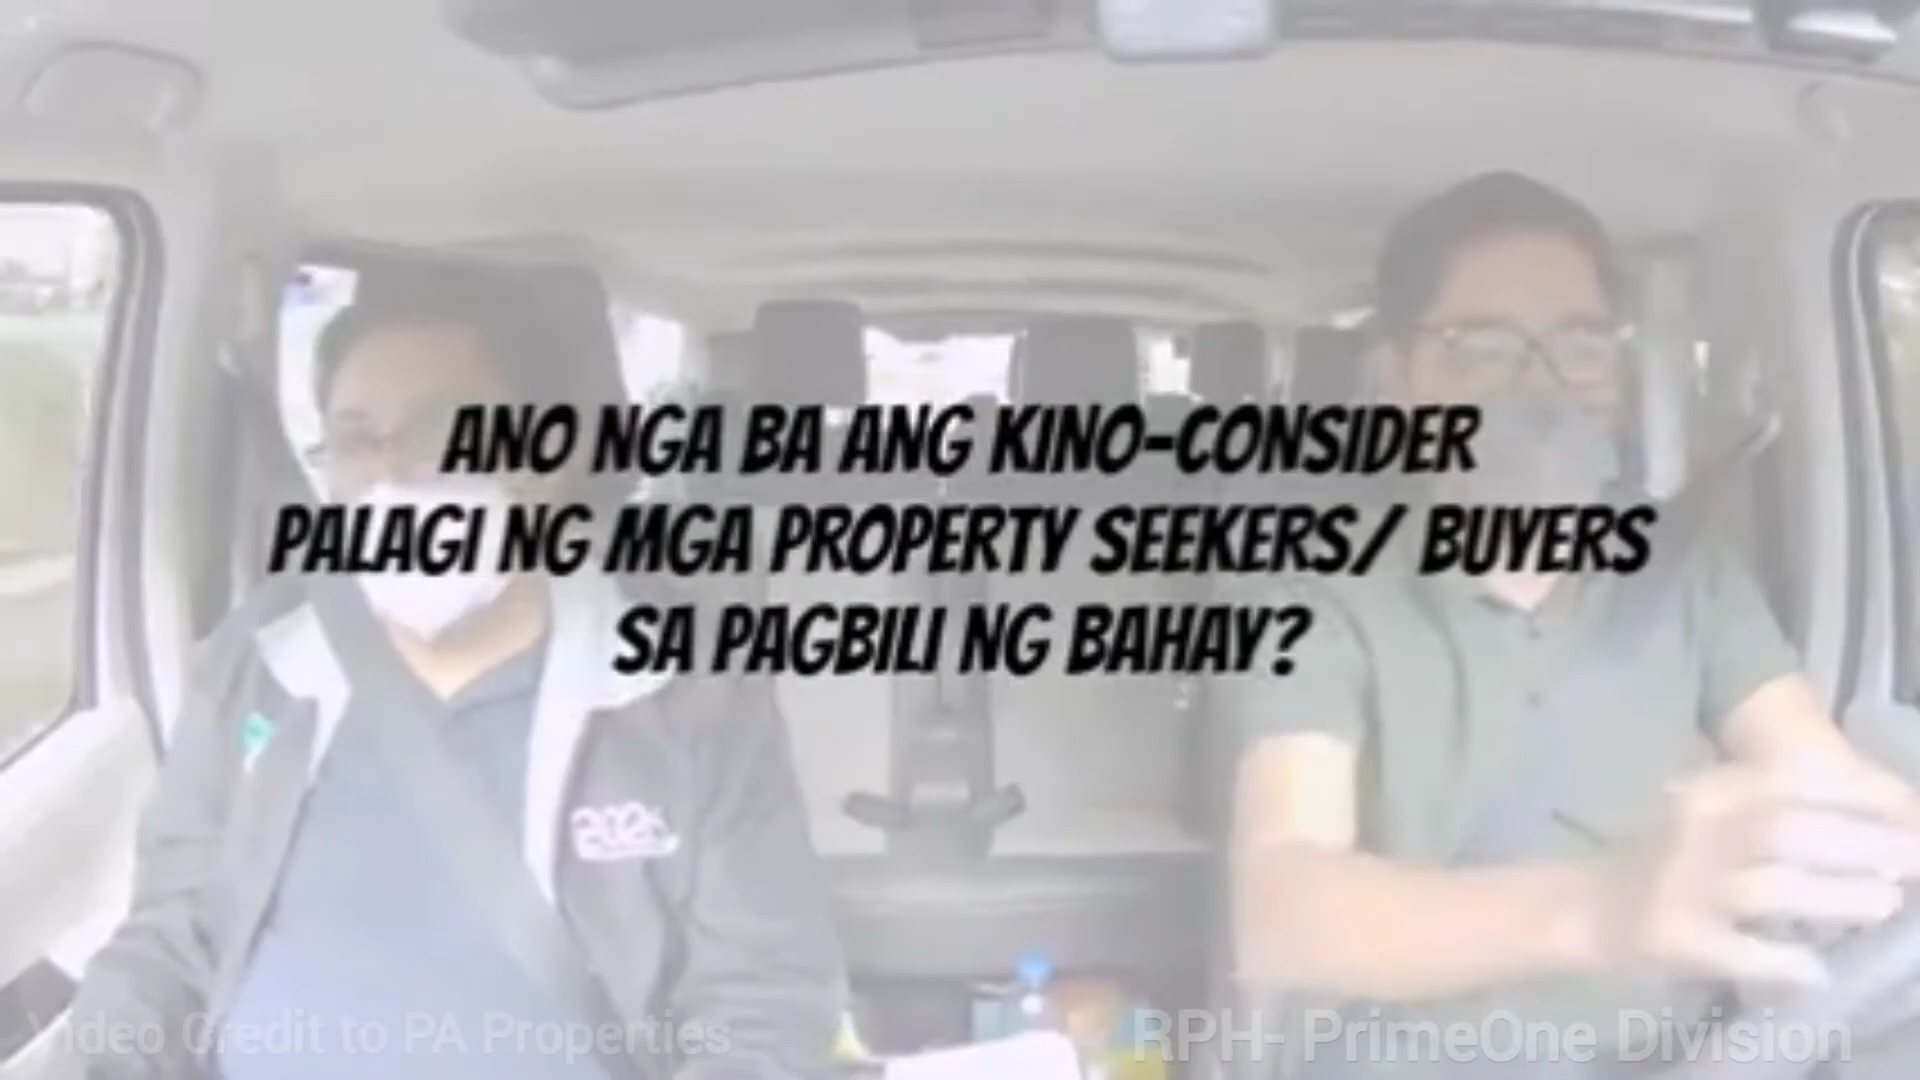 ANO NGA BA ANG KINO-CONSIDER
PALAGI NG MGA PROPERTY SEEKERS/ BUYERS
SA PAGBILI NG BAHAY?
Video Credit to PA Properties
RPH- PrimeOne Division